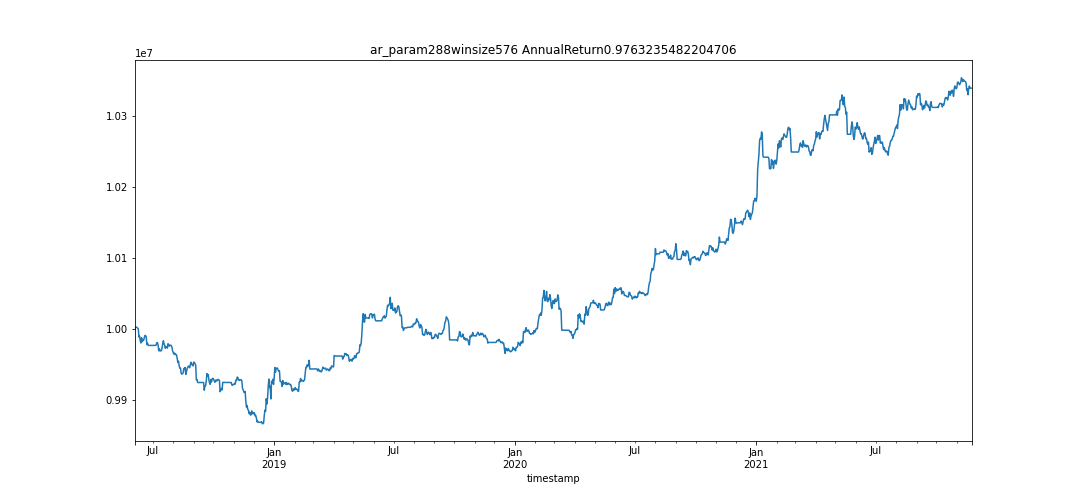 ar_param288winsize576 AnnualReturn0.9763235482204706
1e7
1.03
1.02
1.01
1.00
0.99
Jul Jan Jul Jan Jul Jan Jul
2019 2020 2021
timestamp